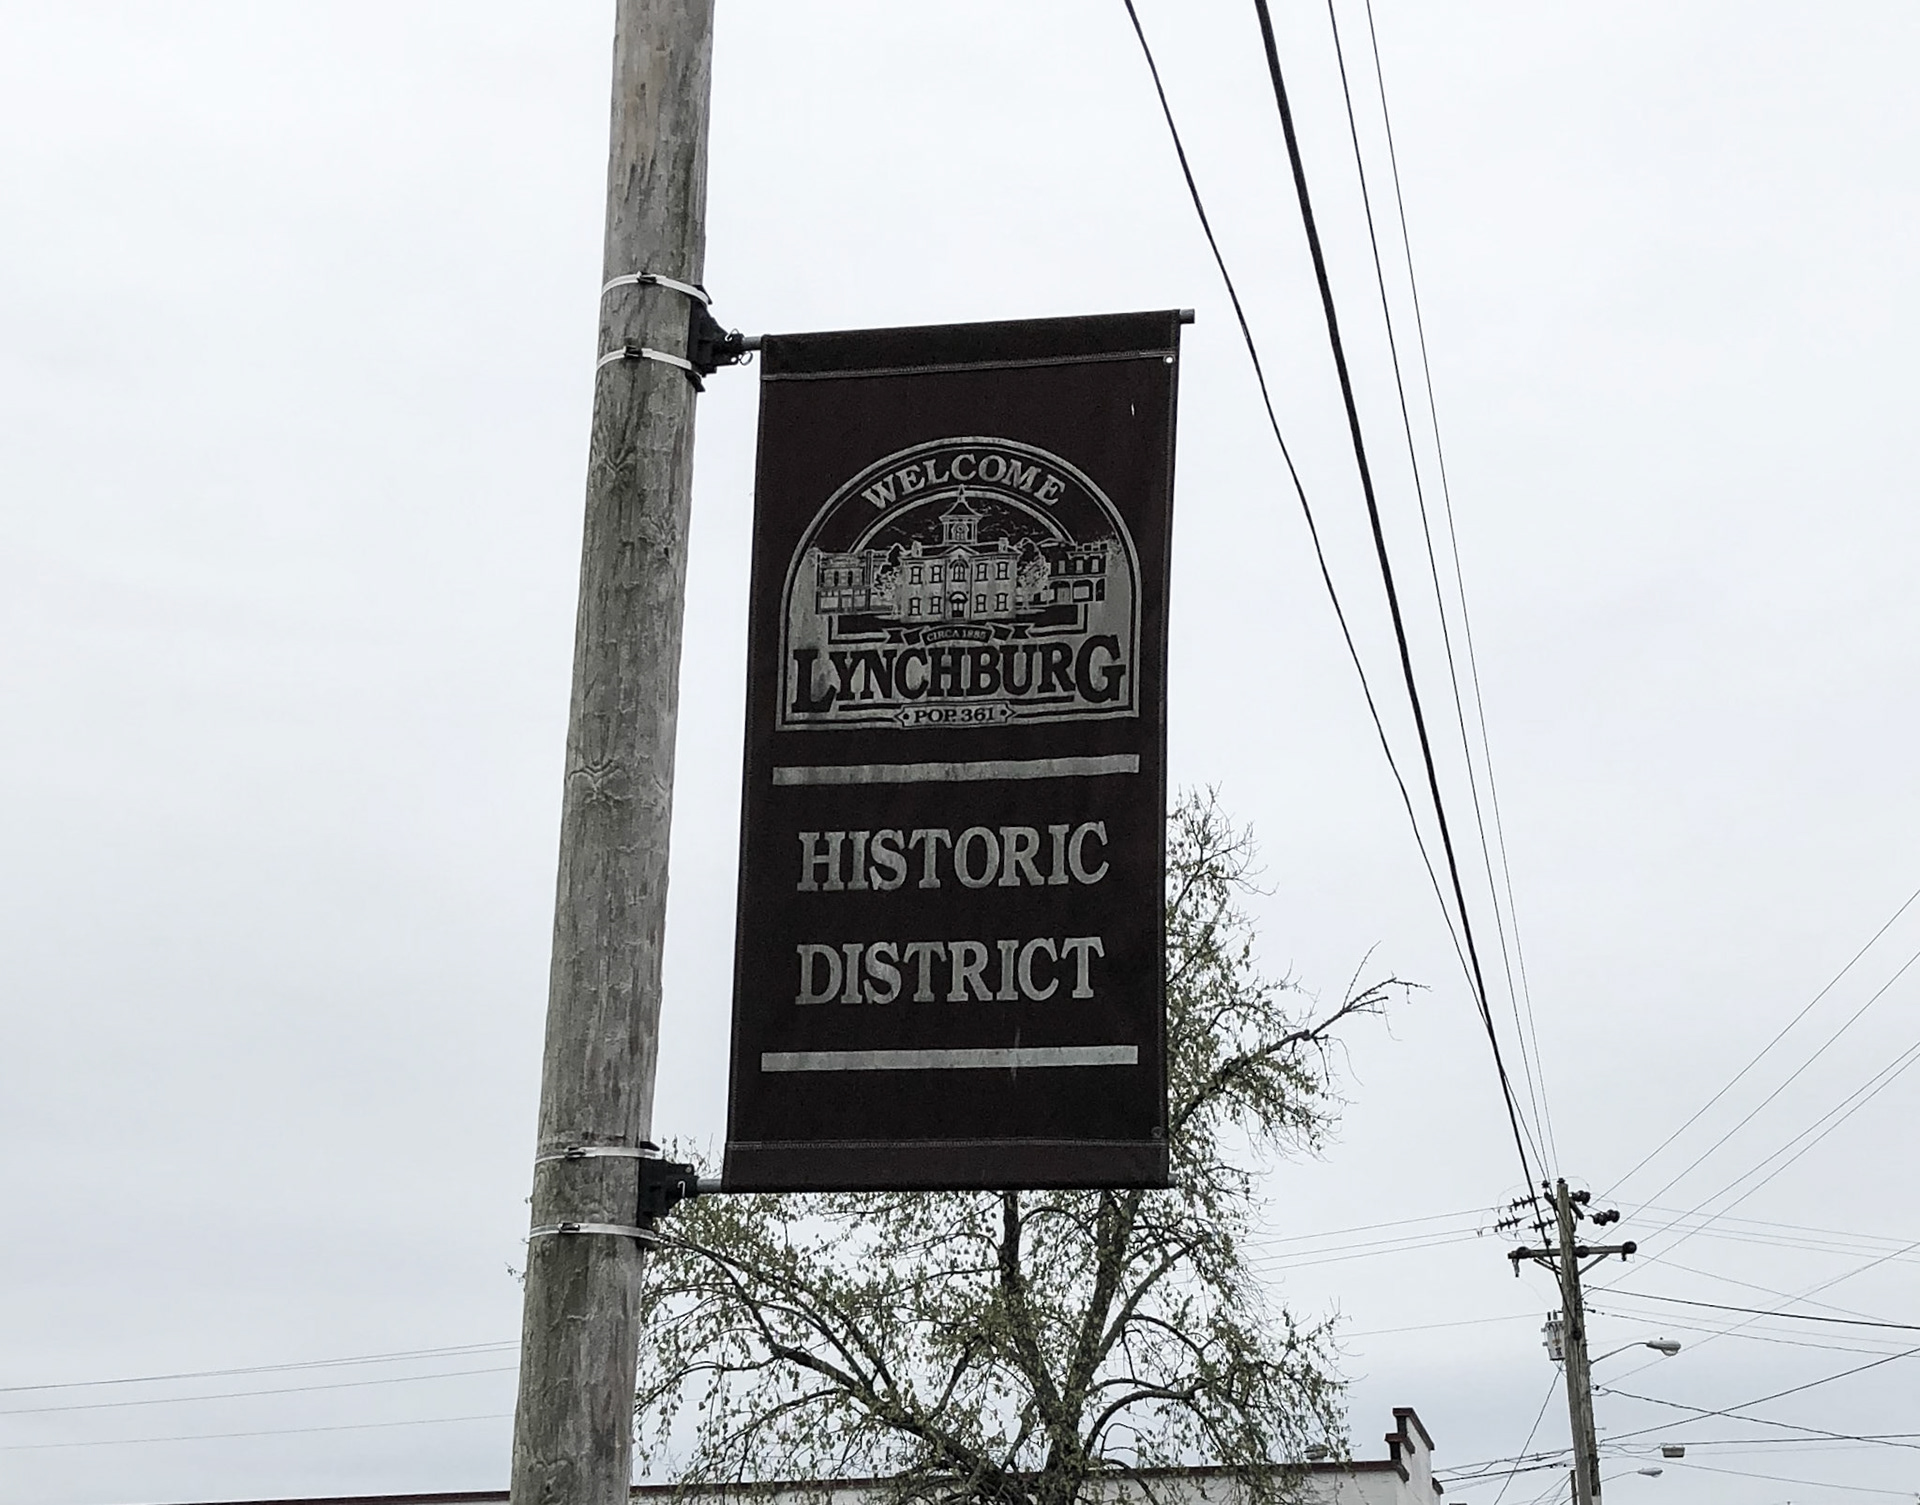 WELCOME
CIRCA 1885
LYNCHBURG
POP. 361
HISTORIC
DISTRICT